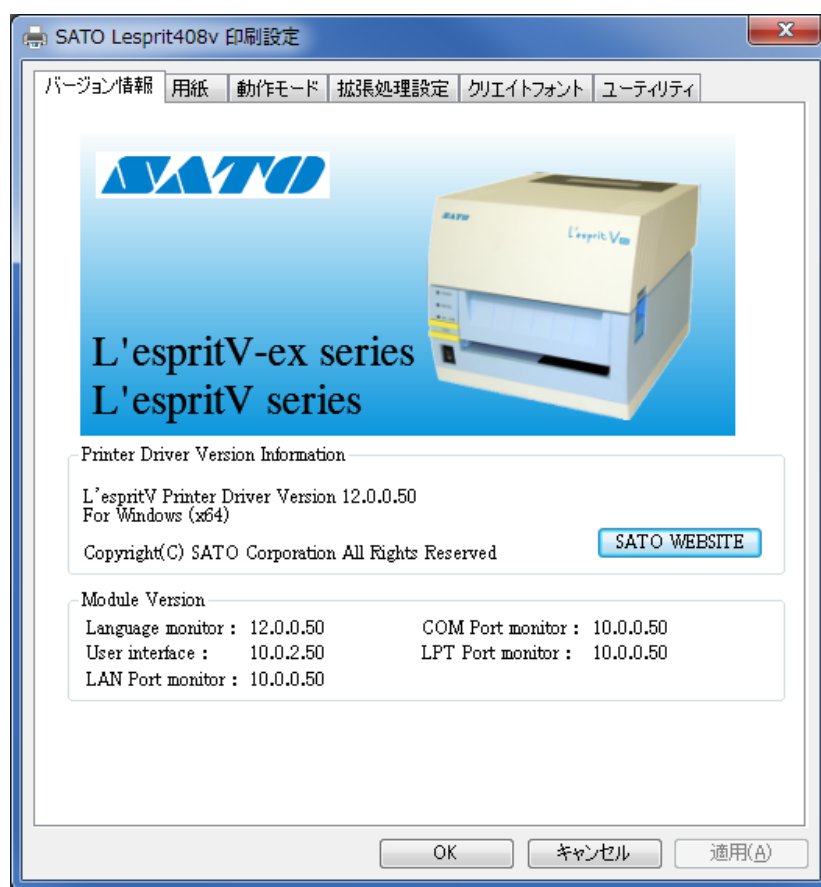 SATO Lesprit408v 印刷設定
バージョン情報 用紙 動作モード 拡張処理設定 クリエイトフォント ユーティリティ
SATO
SATO
L'esprit V
L'espritV-ex series
L'espritV series
Printer Driver Version Information
L'espritV Printer Driver Version 12.0.0.50
For Windows (x64)
Copyright(C) SATO Corporation All Rights Reserved
SATO WEBSITE
Module Version
Language monitor : 12.0.0.50 COM Port monitor : 10.0.0.50
User interface : 10.0.2.50 LPT Port monitor : 10.0.0.50
LAN Port monitor : 10.0.0.50
OK キャンセル 適用(A)